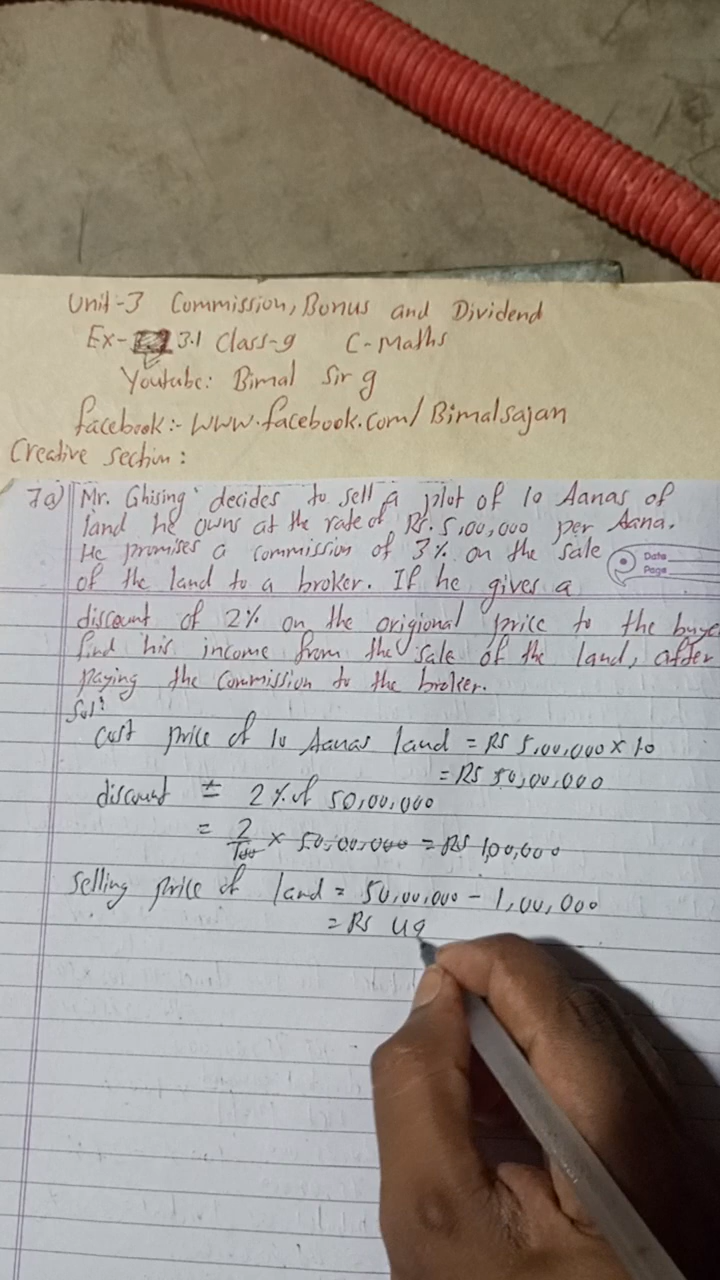 Unit-3 Commission, Bonus and Dividend
Ex- 3.1 Class-9 C-Maths
Youtube: Bimal Sir g
facebook:- www.facebook.com/Bimalsajan
Creative section:
7a) Mr. Ghising decides to sell a plot of 10 Aanas of
land he owns at the rate of Rs. 5,00,000 per Aana.
He promises a commission of 3% on the sale
Date
Page
of the land to a broker. If he gives a
discount of 2% on the origional price to the buye
find his income from the sale of the land, after
paying the commission to the broker.
Sol?
Cost price of 10 Aanas land = Rs 5,00,000 × 10
= Rs 50,00,000
discount = 2% of 50,00,000
= 2/100 × 50,00,000 = Rs 1,00,000
Selling price of land = 50,00,000 - 1,00,000
= Rs 49